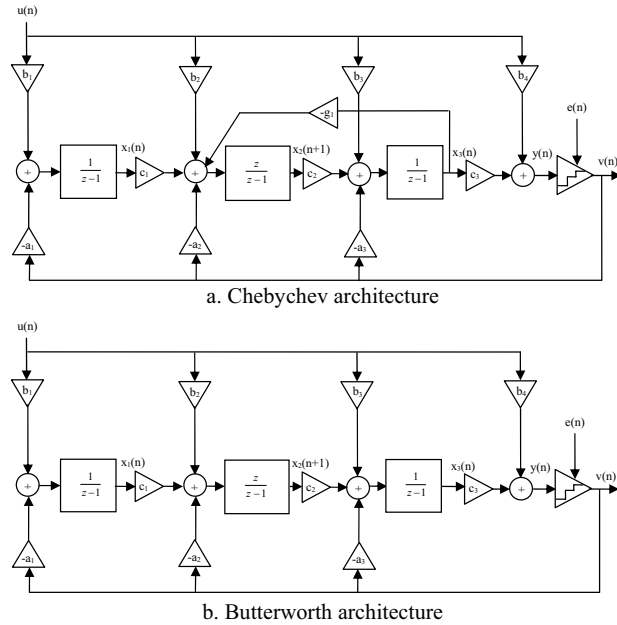 u(n)
b₁ b₂ b₃ b₄
-g₁
e(n)
x₁(n) x₂(n+1) x₃(n) y(n) v(n)
+ 1/(z−1) c₁ + z/(z−1) c₂ + 1/(z−1) c₃ +
-a₁ -a₂ -a₃
a. Chebychev architecture
u(n)
b₁ b₂ b₃ b₄
e(n)
x₁(n) x₂(n+1) x₃(n) y(n) v(n)
+ 1/(z−1) c₁ + z/(z−1) c₂ + 1/(z−1) c₃ +
-a₁ -a₂ -a₃
b. Butterworth architecture